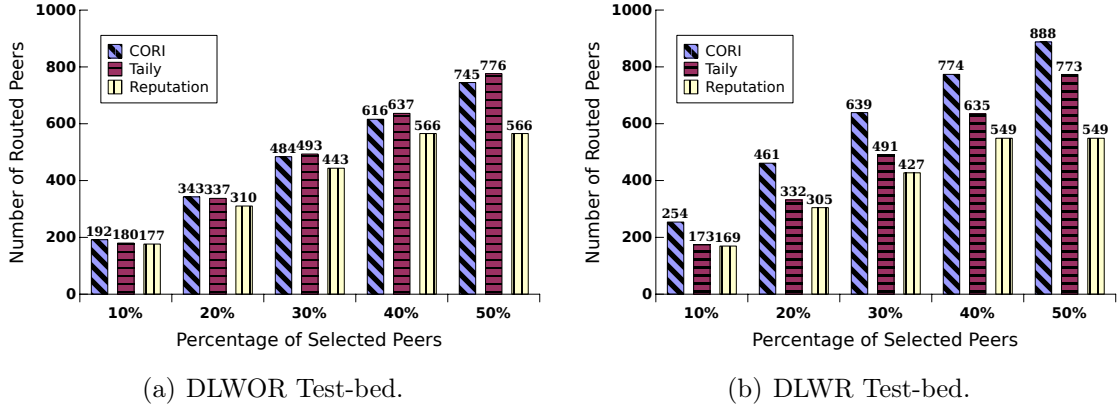 1000
800
600
400
200
0
Number of Routed Peers
CORI
Taily
Reputation
192 180 177
343 337 310
484 493 443
616 637 566
745 776 566
10% 20% 30% 40% 50%
Percentage of Selected Peers
(a) DLWOR Test-bed.
1000
800
600
400
200
0
Number of Routed Peers
CORI
Taily
Reputation
254 173 169
461 332 305
639 491 427
774 635 549
888 773 549
10% 20% 30% 40% 50%
Percentage of Selected Peers
(b) DLWR Test-bed.